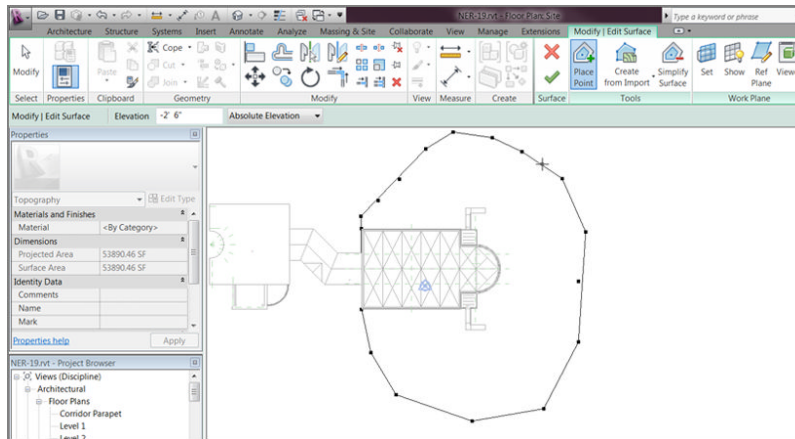 NER-19.rvt - Floor Plan: Site
Type a keyword or phrase
Architecture Structure Systems Insert Annotate Analyze Massing & Site Collaborate View Manage Extensions Modify | Edit Surface
Modify
Paste
Cope
Cut
Join
Place Point
Create from Import
Simplify Surface
Set
Show
Ref Plane
View
Select Properties Clipboard Geometry Modify View Measure Create Surface Tools Work Plane
Modify | Edit Surface Elevation -2' 6" Absolute Elevation
Properties
Topography Edit Type
Materials and Finishes
Material <By Category>
Dimensions
Projected Area 53890.46 SF
Surface Area 53890.46 SF
Identity Data
Comments
Name
Mark
Properties help Apply
NER-19.rvt - Project Browser
Views (Discipline)
Architectural
Floor Plans
Corridor Parapet
Level 1
Level 2